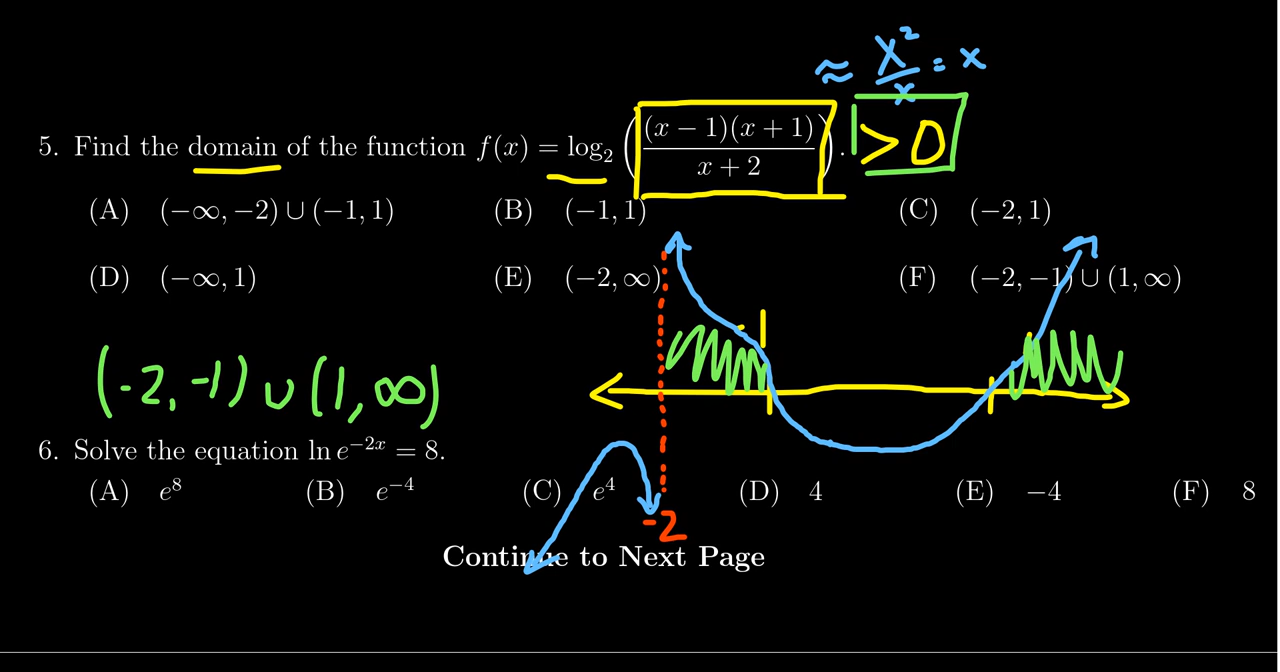 ≈ x²/x = x
5. Find the domain of the function f(x) = log₂ ((x − 1)(x + 1)/(x + 2)). > 0
(A) (−∞, −2) ∪ (−1, 1) (B) (−1, 1) (C) (−2, 1)
(D) (−∞, 1) (E) (−2, ∞) (F) (−2, −1) ∪ (1, ∞)
-1 1
(-2, -1) ∪ (1, ∞)
6. Solve the equation ln e⁻²ˣ = 8.
(A) e⁸ (B) e⁻⁴ (C) e⁴ (D) 4 (E) −4 (F) 8
-2
Continue to Next Page